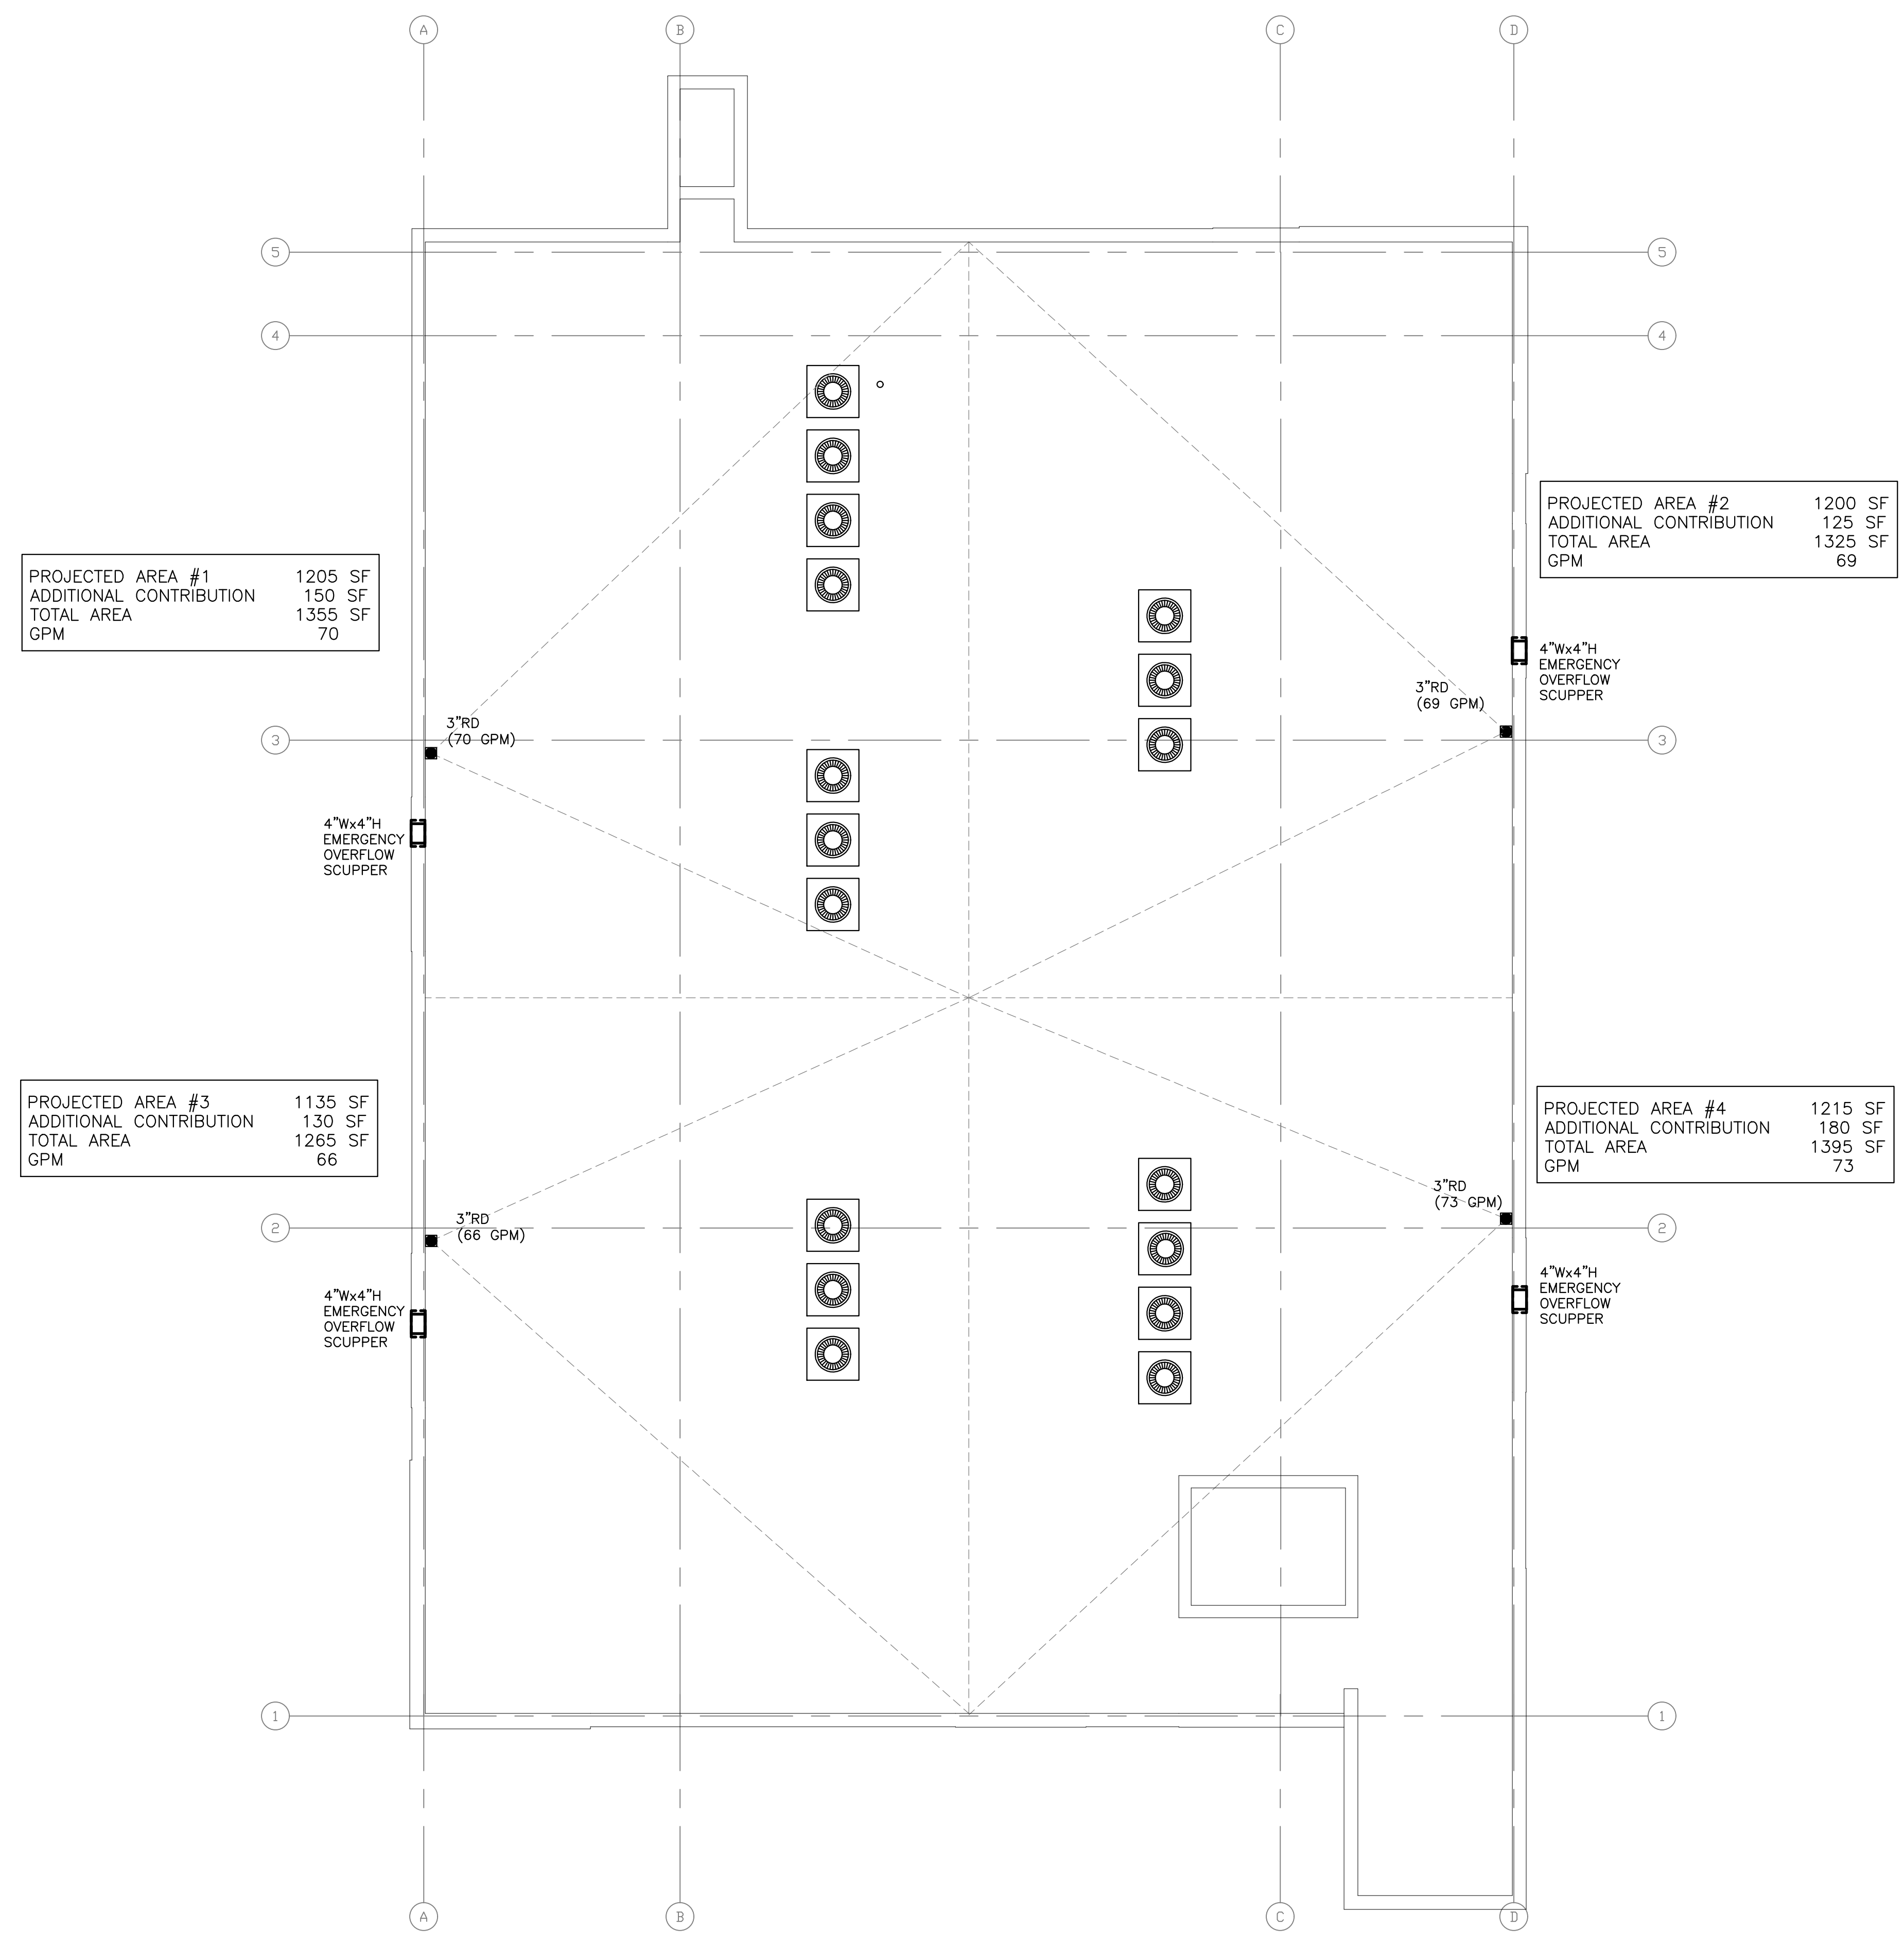 A B C D
5 5
4 4
PROJECTED AREA #2 1200 SF
ADDITIONAL CONTRIBUTION 125 SF
TOTAL AREA 1325 SF
GPM 69
PROJECTED AREA #1 1205 SF
ADDITIONAL CONTRIBUTION 150 SF
TOTAL AREA 1355 SF
GPM 70
4"Wx4"H
EMERGENCY
OVERFLOW
SCUPPER
3"RD
(69 GPM)
3"RD
(70 GPM)
3 3
4"Wx4"H
EMERGENCY
OVERFLOW
SCUPPER
PROJECTED AREA #3 1135 SF
ADDITIONAL CONTRIBUTION 130 SF
TOTAL AREA 1265 SF
GPM 66
PROJECTED AREA #4 1215 SF
ADDITIONAL CONTRIBUTION 180 SF
TOTAL AREA 1395 SF
GPM 73
3"RD
(73 GPM)
3"RD
(66 GPM)
2 2
4"Wx4"H
EMERGENCY
OVERFLOW
SCUPPER
4"Wx4"H
EMERGENCY
OVERFLOW
SCUPPER
1 1
A B C D